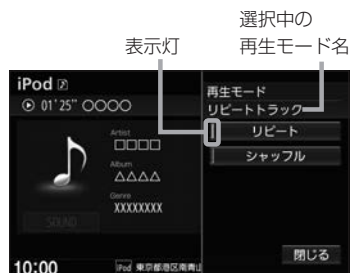 選択中の
表示灯
再生モード名
iPod
01'25" ○○○○
再生モード
リピートトラック
Artist
□□□□
リピート
Album
△△△△
シャッフル
Genre
XXXXXXXX
SOUND
閉じる
10:00
iPod 東京都港区南青山